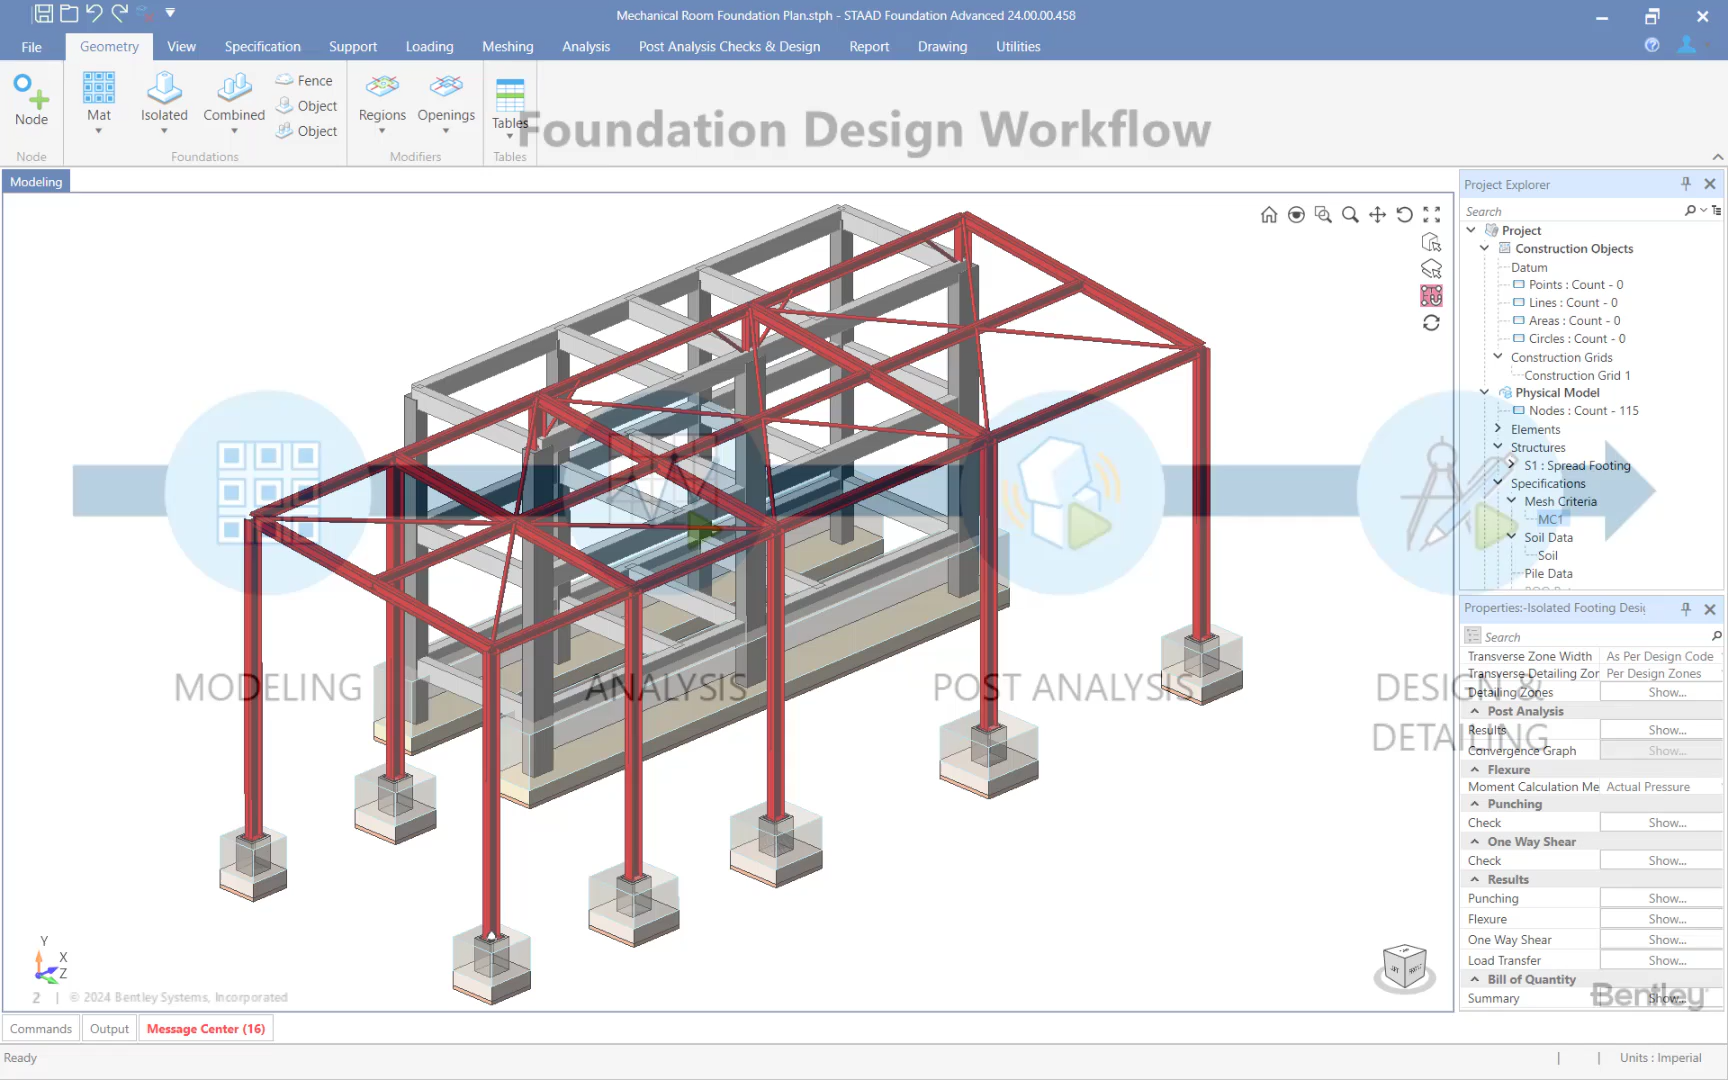 Mechanical Room Foundation Plan.stph - STAAD Foundation Advanced 24.00.00.458
File Geometry View Specification Support Loading Meshing Analysis Post Analysis Checks & Design Report Drawing Utilities
Node Mat Isolated Combined Fence Object Object Regions Openings Tables
Node Foundations Modifiers Tables
Foundation Design Workflow
Modeling
Project Explorer
Search
Project
Construction Objects
Datum
Points : Count - 0
Lines : Count - 0
Areas : Count - 0
Circles : Count - 0
Construction Grids
Construction Grid 1
Physical Model
Nodes : Count - 115
Elements
Structures
S1 : Spread Footing
Specifications
Mesh Criteria
MC1
Soil Data
Soil
Pile Data
MODELING
ANALYSIS
POST ANALYSIS
DESIGN &
DETAILING
Properties:-Isolated Footing Desig
Search
Transverse Zone Width As Per Design Code
Transverse Detailing Zor Per Design Zones
Detailing Zones Show...
Post Analysis
Results Show...
Convergence Graph Show...
Flexure
Moment Calculation Me Actual Pressure
Punching
Check Show...
One Way Shear
Check Show...
Results
Punching Show...
Flexure Show...
One Way Shear Show...
Load Transfer Show...
Bill of Quantity
Summary Show...
Bentley
Y
X
Z
2 | © 2024 Bentley Systems, Incorporated
Commands Output Message Center (16)
Ready
Units : Imperial